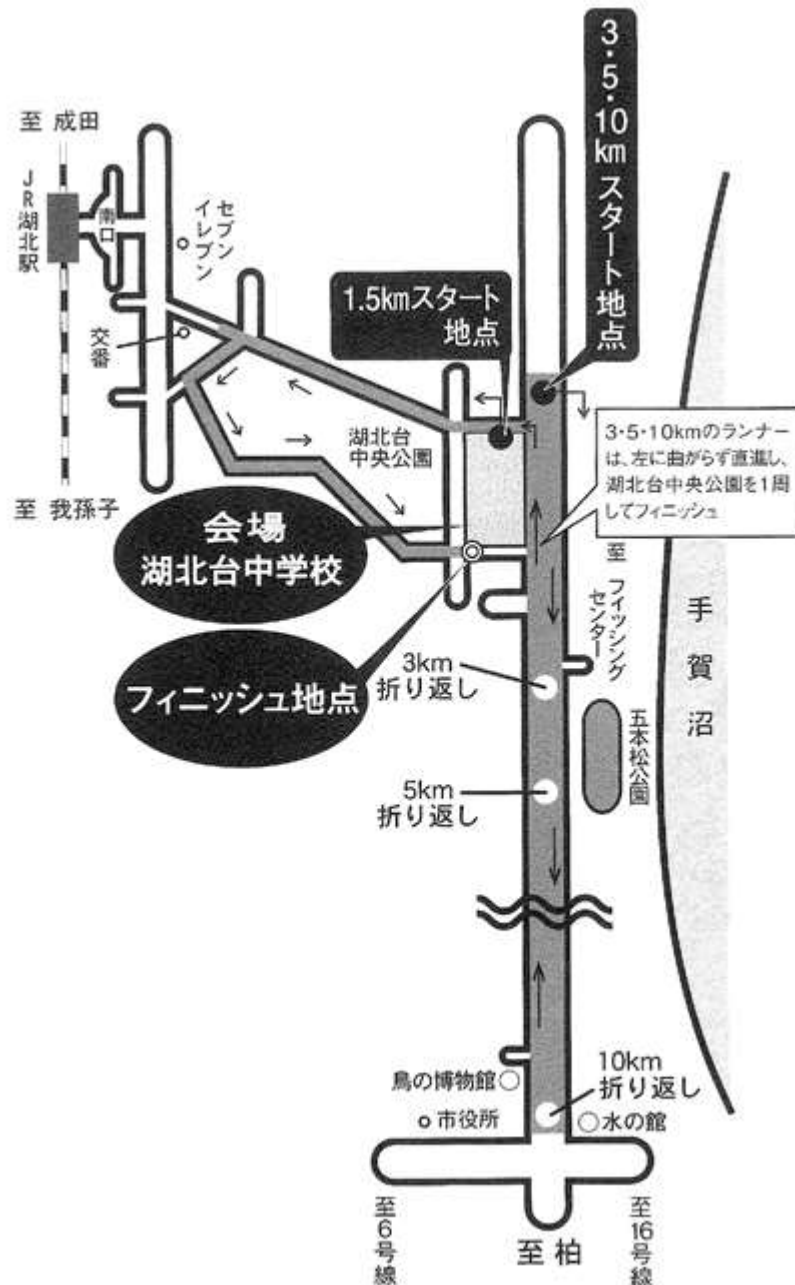 3・5・10kmスタート地点
至 成田
JR湖北駅
南口
セブン
イレブン
1.5kmスタート
地点
交番
湖北台
中央公園
3・5・10kmのランナー
は、左に曲がらず直進し、
湖北台中央公園を1周
してフィニッシュ
至 我孫子
会場
湖北台中学校
至 フィッシング
センター
手賀沼
フィニッシュ地点
3km
折り返し
五本松公園
5km
折り返し
10km
折り返し
鳥の博物館
市役所
水の館
至6号線
至柏
至16号線